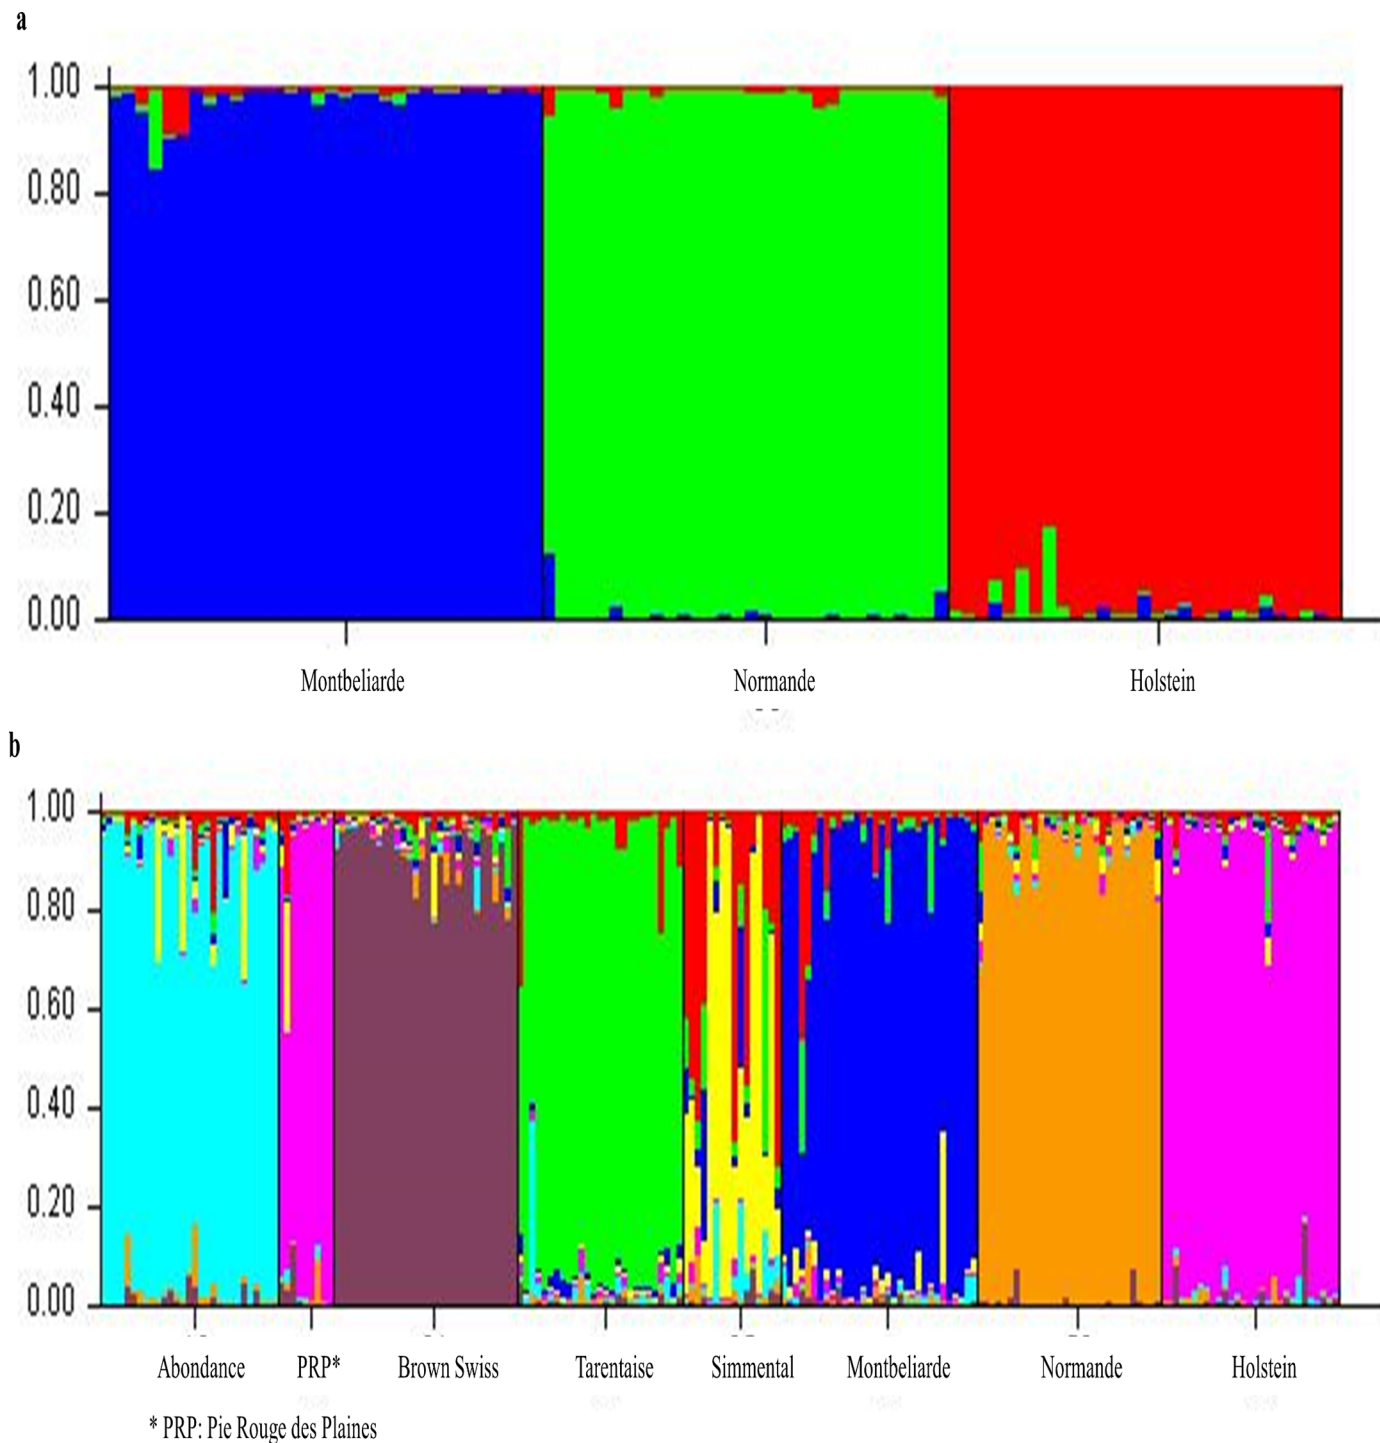 a
1.00
0.80
0.60
0.40
0.20
0.00
Montbeliarde Normande Holstein
b
1.00
0.80
0.60
0.40
0.20
0.00
Abondance PRP* Brown Swiss Tarentaise Simmental Montbeliarde Normande Holstein
* PRP: Pie Rouge des Plaines